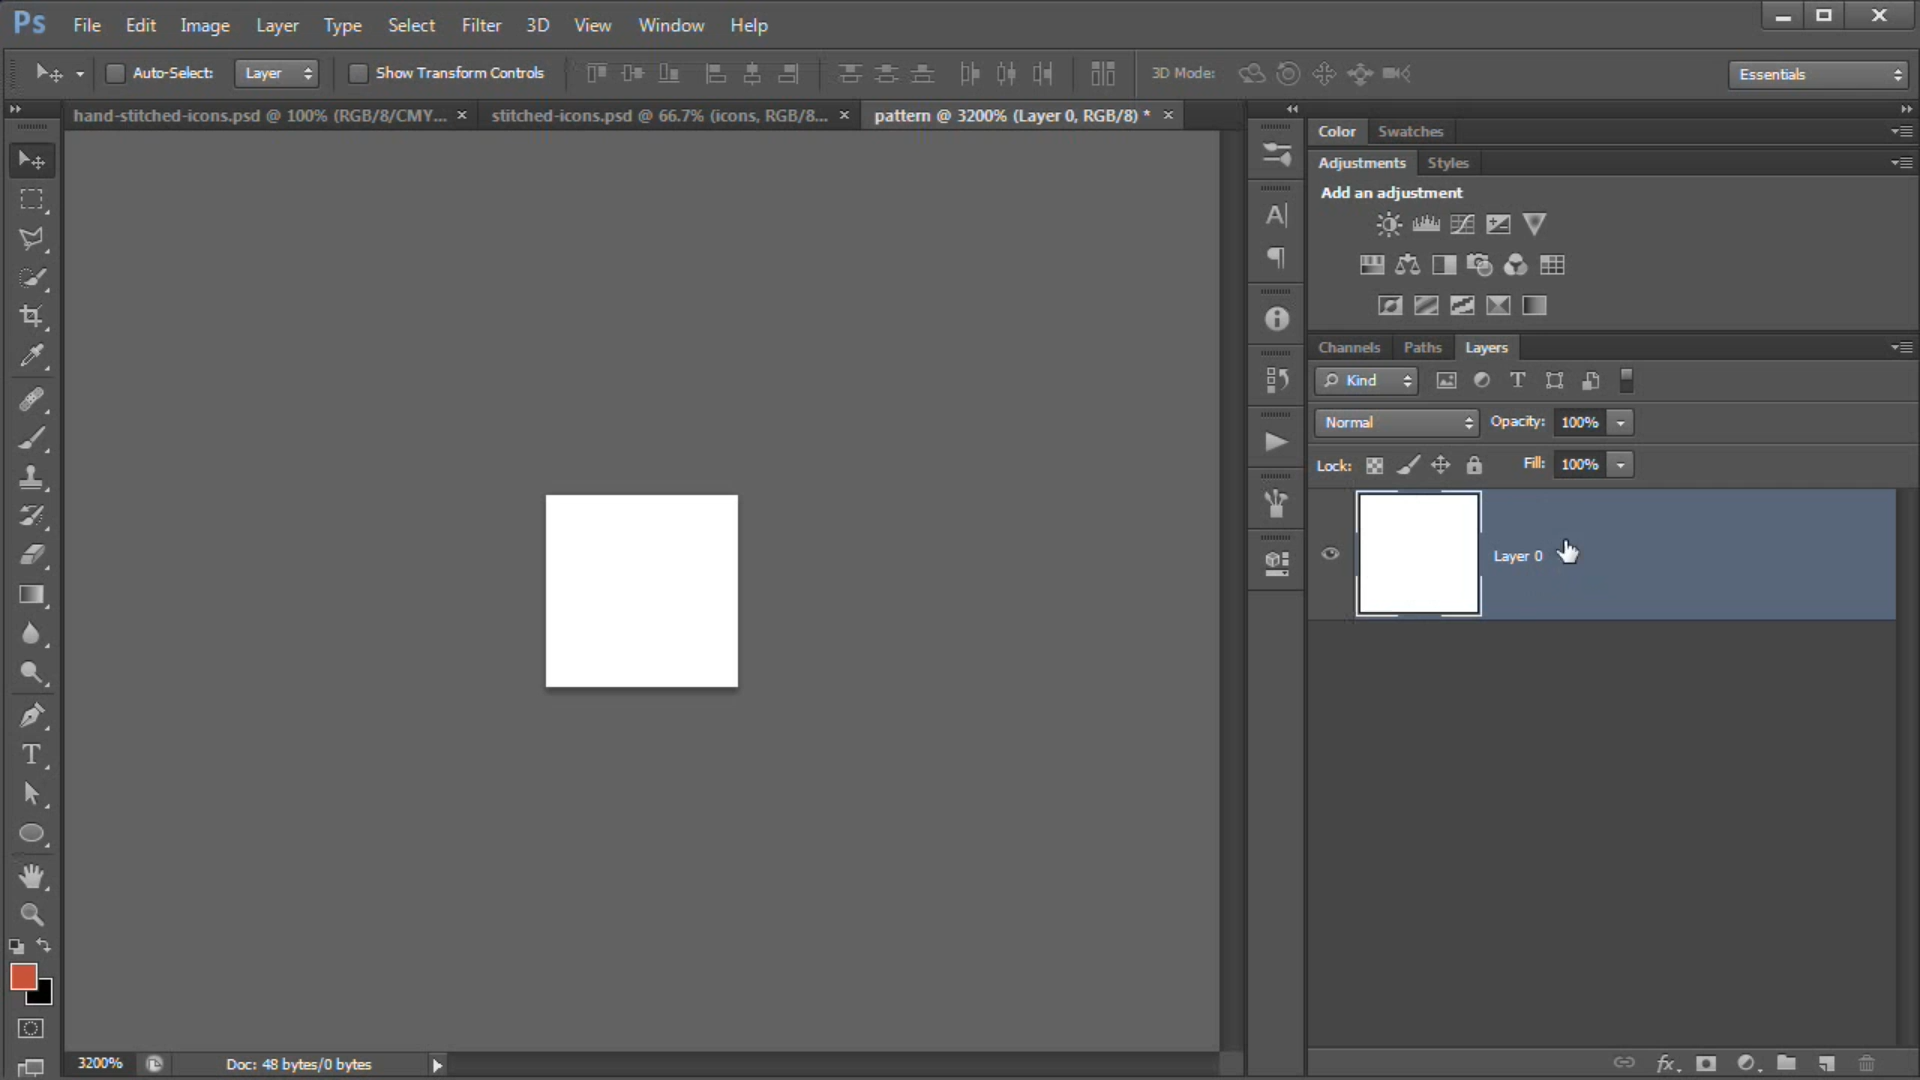 Ps File Edit Image Layer Type Select Filter 3D View Window Help
Auto-Select: Layer Show Transform Controls 3D Mode: Essentials
hand-stitched-icons.psd @ 100% (RGB/8/CMY... × stitched-icons.psd @ 66.7% (icons, RGB/8... × pattern @ 3200% (Layer 0, RGB/8) * ×
Color Swatches
Adjustments Styles
Add an adjustment
Channels Paths Layers
Kind
Normal Opacity: 100%
Lock: Fill: 100%
Layer 0
3200% Doc: 48 bytes/0 bytes